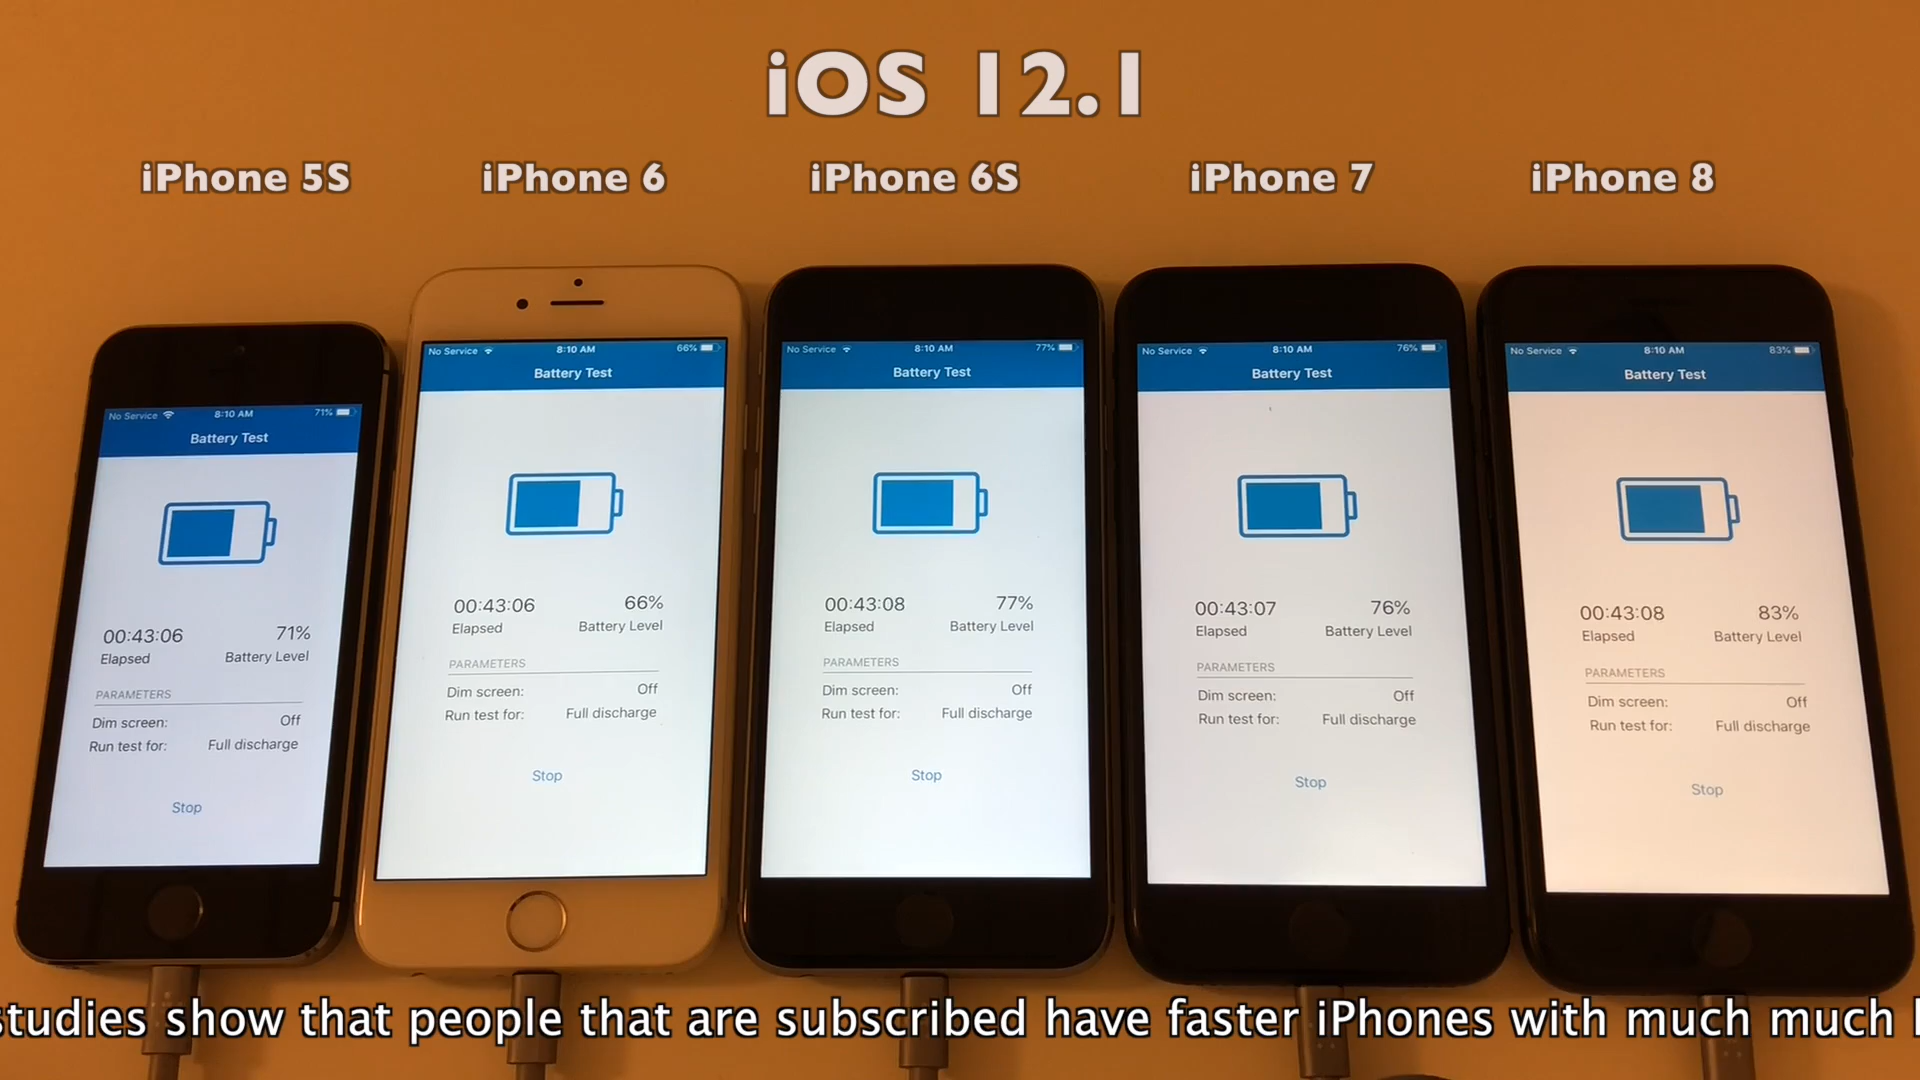 iOS 12.1
iPhone 5S
iPhone 6
iPhone 6S
iPhone 7
iPhone 8
No Service 8:10 AM 71%
Battery Test
00:43:06 71%
Elapsed Battery Level
PARAMETERS
Dim screen: Off
Run test for: Full discharge
Stop
No Service 8:10 AM 66%
Battery Test
00:43:06 66%
Elapsed Battery Level
PARAMETERS
Dim screen: Off
Run test for: Full discharge
Stop
No Service 8:10 AM 77%
Battery Test
00:43:08 77%
Elapsed Battery Level
PARAMETERS
Dim screen: Off
Run test for: Full discharge
Stop
No Service 8:10 AM 76%
Battery Test
00:43:07 76%
Elapsed Battery Level
PARAMETERS
Dim screen: Off
Run test for: Full discharge
Stop
No Service 8:10 AM 83%
Battery Test
00:43:08 83%
Elapsed Battery Level
PARAMETERS
Dim screen: Off
Run test for: Full discharge
Stop
studies show that people that are subscribed have faster iPhones with much much